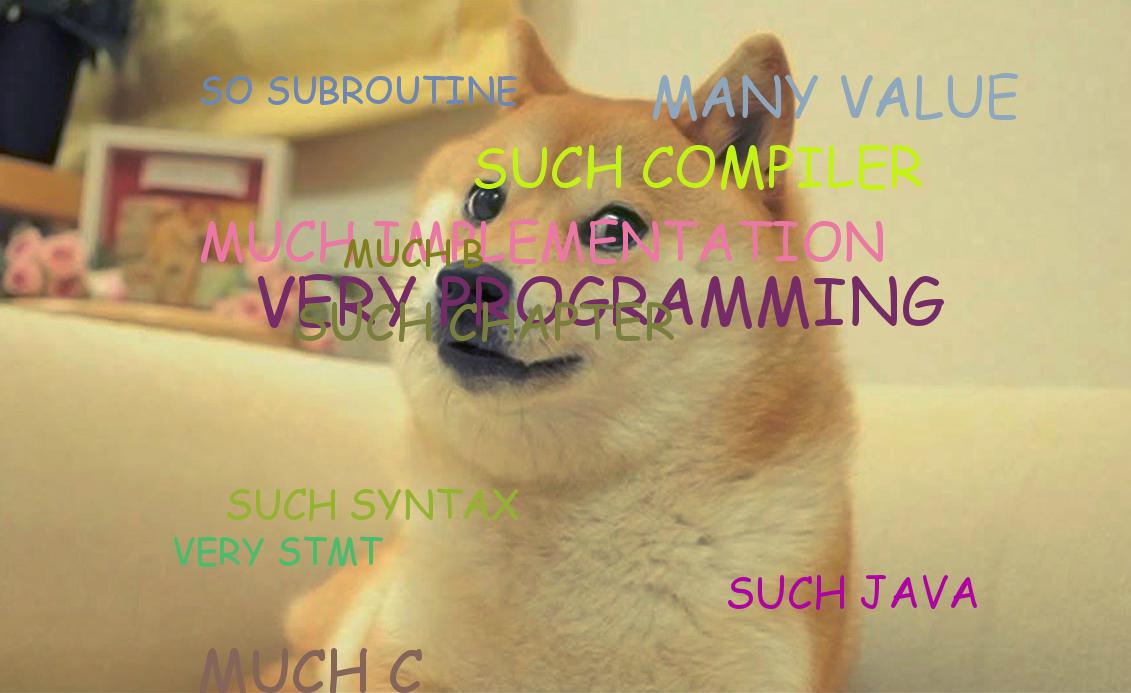 SO SUBROUTINE
MANY VALUE
SUCH COMPILER
MUCH IMPLEMENTATION
MUCH B
VERY PROGRAMMING
SUCH CHAPTER
SUCH SYNTAX
VERY STMT
SUCH JAVA
MUCH C